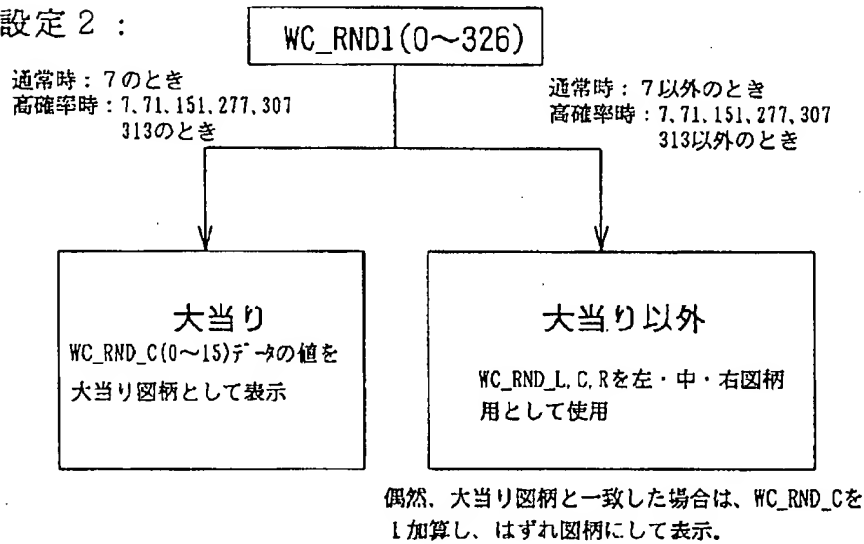 設定2：
WC_RND1(0～326)
通常時：7のとき
高確率時：7.71.151.277.307
313のとき
通常時：7以外のとき
高確率時：7.71.151.277.307
313以外のとき
大当り
WC_RND_C(0～15)データの値を
大当り図柄として表示
大当り以外
WC_RND_L,C,Rを左・中・右図柄
用として使用
偶然、大当り図柄と一致した場合は、WC_RND_Cを
1加算し、はずれ図柄にして表示。